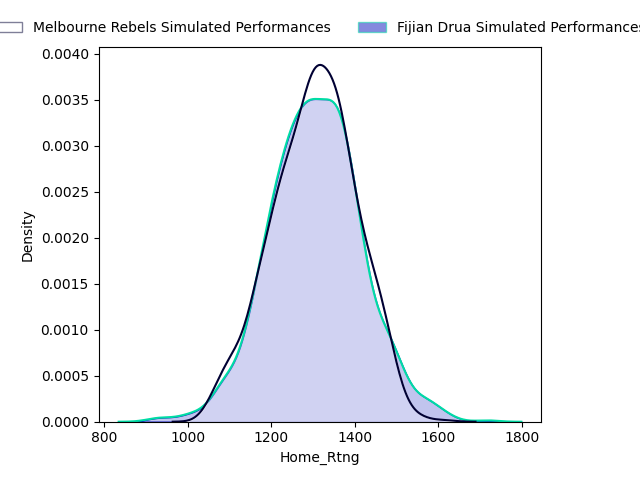 Melbourne Rebels Simulated Performances
Fijian Drua Simulated Performances
0.0040
0.0035
0.0030
0.0025
0.0020
0.0015
0.0010
0.0005
0.0000
Density
800 1000 1200 1400 1600 1800
Home_Rtng